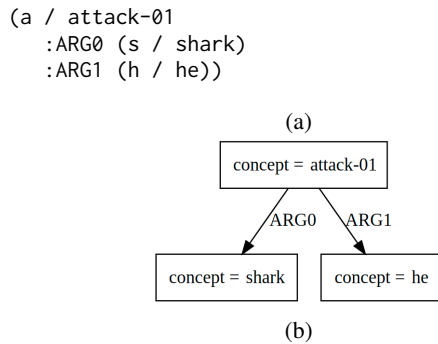 (a / attack-01
   :ARG0 (s / shark)
   :ARG1 (h / he))
(a)
concept = attack-01
ARG0 ARG1
concept = shark concept = he
(b)